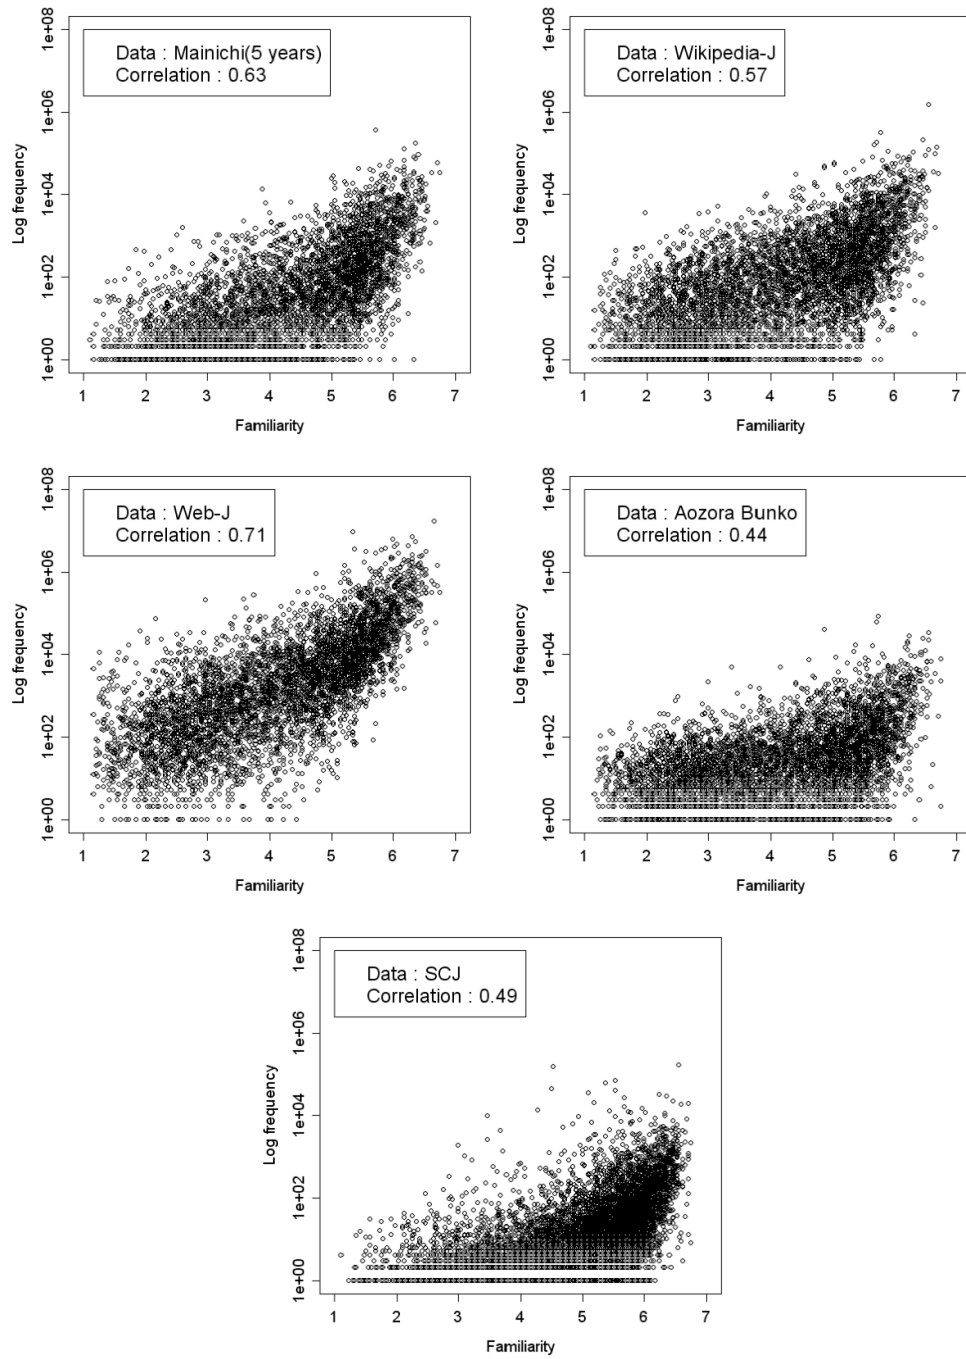 Data : Mainichi(5 years)
Correlation : 0.63
Log frequency
1e+08
1e+06
1e+04
1e+02
1e+00
1 2 3 4 5 6 7
Familiarity
Data : Wikipedia-J
Correlation : 0.57
Log frequency
1e+08
1e+06
1e+04
1e+02
1e+00
1 2 3 4 5 6 7
Familiarity
Data : Web-J
Correlation : 0.71
Log frequency
1e+08
1e+06
1e+04
1e+02
1e+00
1 2 3 4 5 6 7
Familiarity
Data : Aozora Bunko
Correlation : 0.44
Log frequency
1e+08
1e+06
1e+04
1e+02
1e+00
1 2 3 4 5 6 7
Familiarity
Data : SCJ
Correlation : 0.49
Log frequency
1e+08
1e+06
1e+04
1e+02
1e+00
1 2 3 4 5 6 7
Familiarity